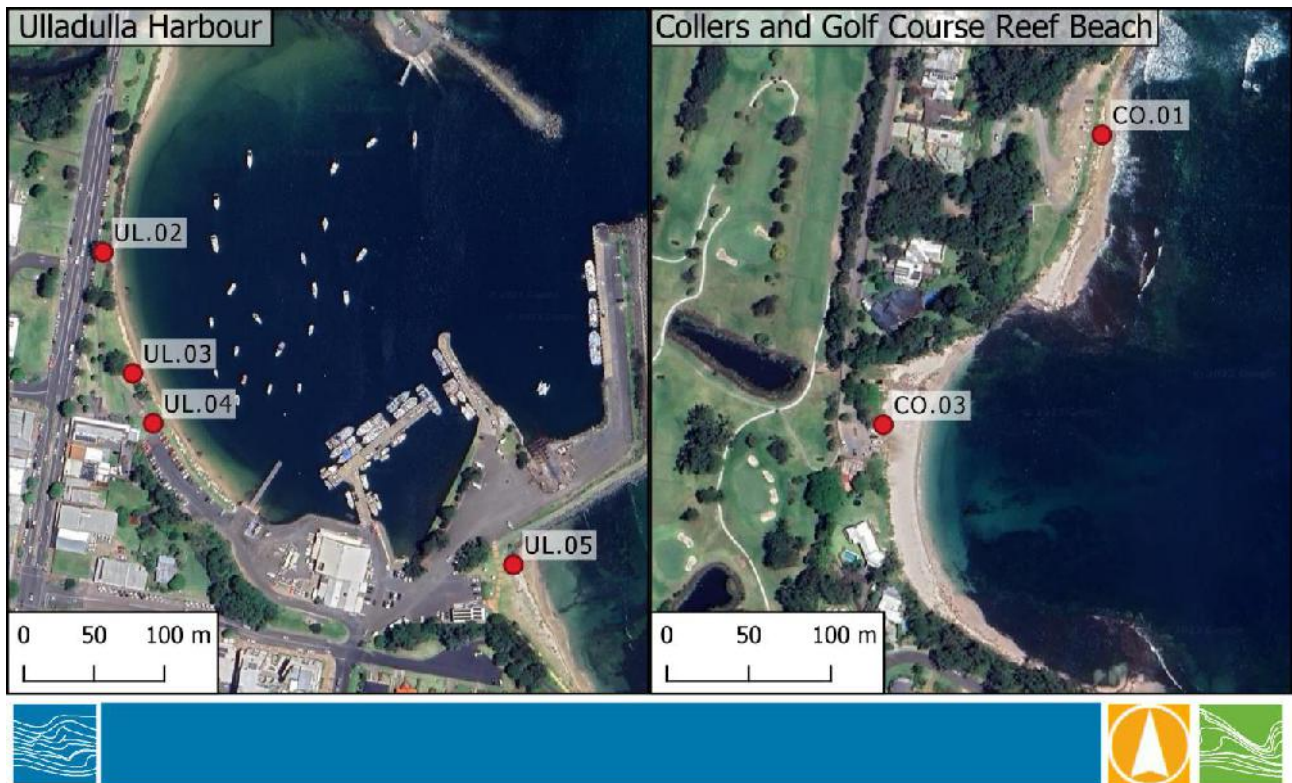 Ulladulla Harbour
UL.02
UL.03
UL.04
UL.05
0 50 100 m
Collers and Golf Course Reef Beach
CO.01
CO.03
0 50 100 m